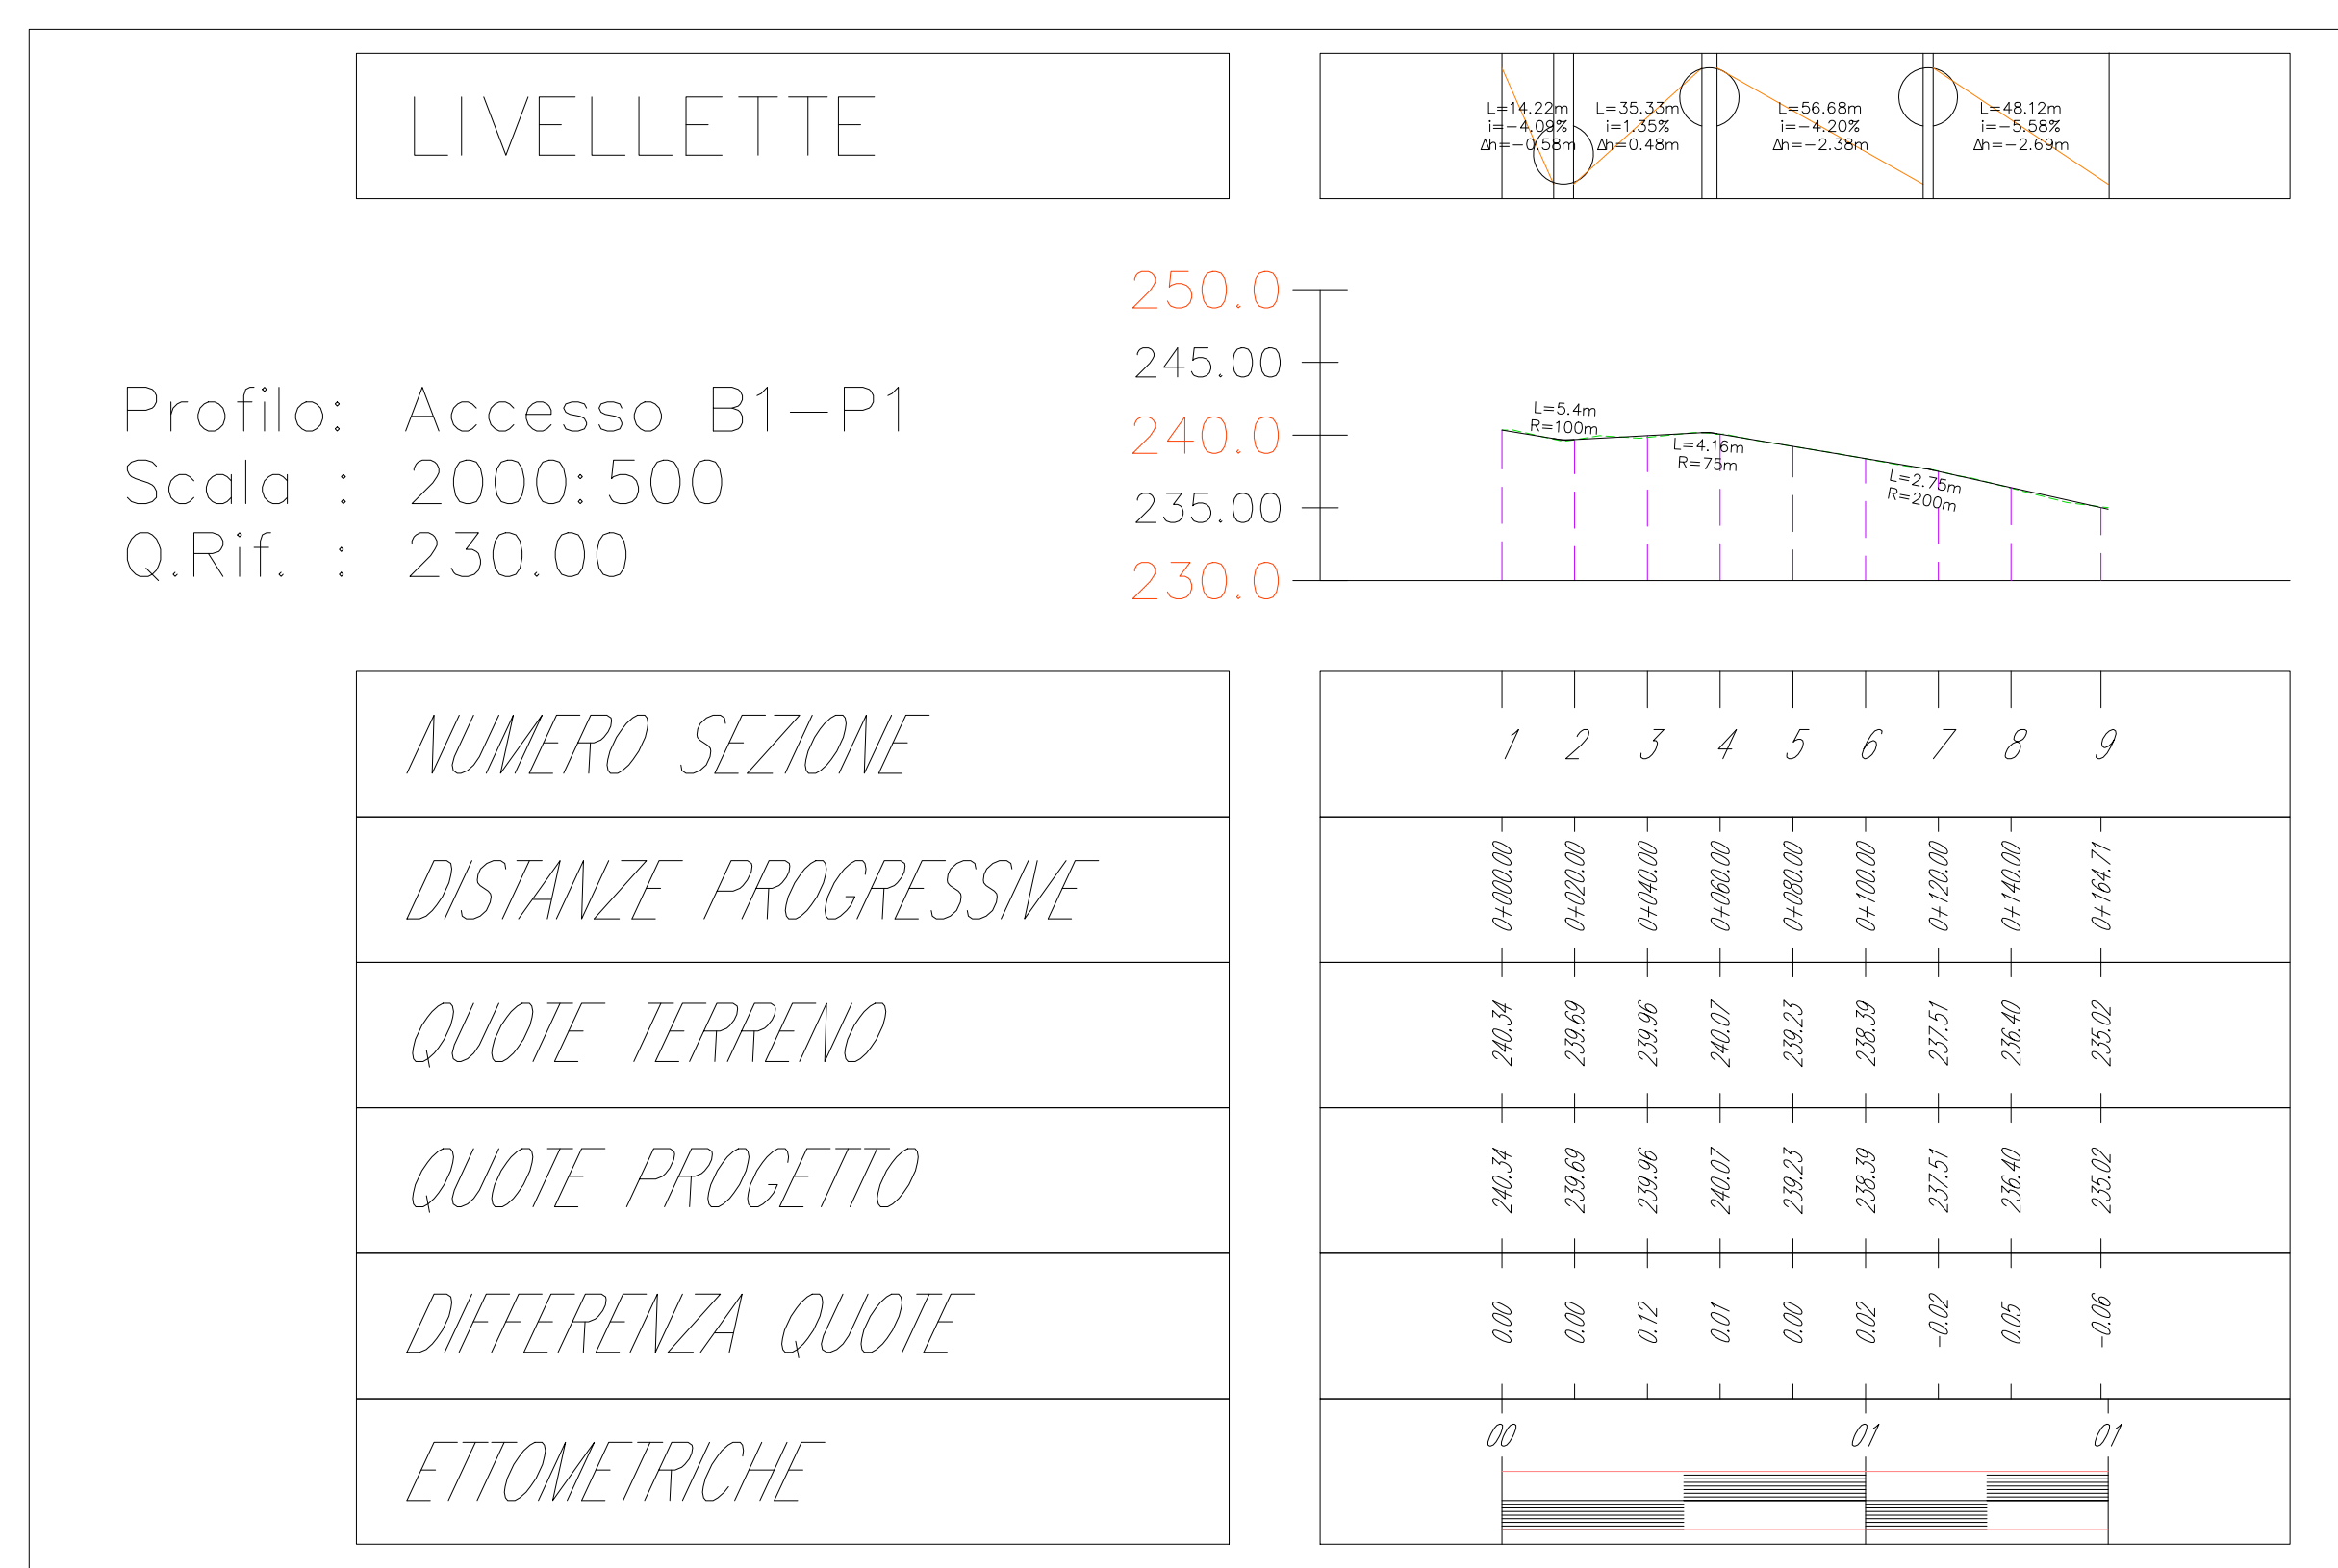 LIVELLETTE
L=14.22m L=35.33m L=56.68m L=48.12m
i=-4.09% i=1.35% i=-4.20% i=-5.58%
Δh=-0.58m Δh=0.48m Δh=-2.38m Δh=-2.69m
250.0
245.00
240.0
235.00
230.0
Profilo: Accesso B1-P1
Scala : 2000:500
Q.Rif. : 230.00
L=5.4m
R=100m
L=4.16m
R=75m
L=2.75m
R=200m
NUMERO SEZIONE
1 2 3 4 5 6 7 8 9
DISTANZE PROGRESSIVE
0+000.00 0+020.00 0+040.00 0+060.00 0+080.00 0+100.00 0+120.00 0+140.00 0+164.71
QUOTE TERRENO
240.34 239.69 239.96 240.07 239.23 238.39 237.51 236.40 235.02
QUOTE PROGETTO
240.34 239.69 239.96 240.07 239.23 238.39 237.51 236.40 235.02
DIFFERENZA QUOTE
0.00 0.00 0.12 0.01 0.00 0.02 -0.02 0.05 -0.06
ETTOMETRICHE
00 01 01